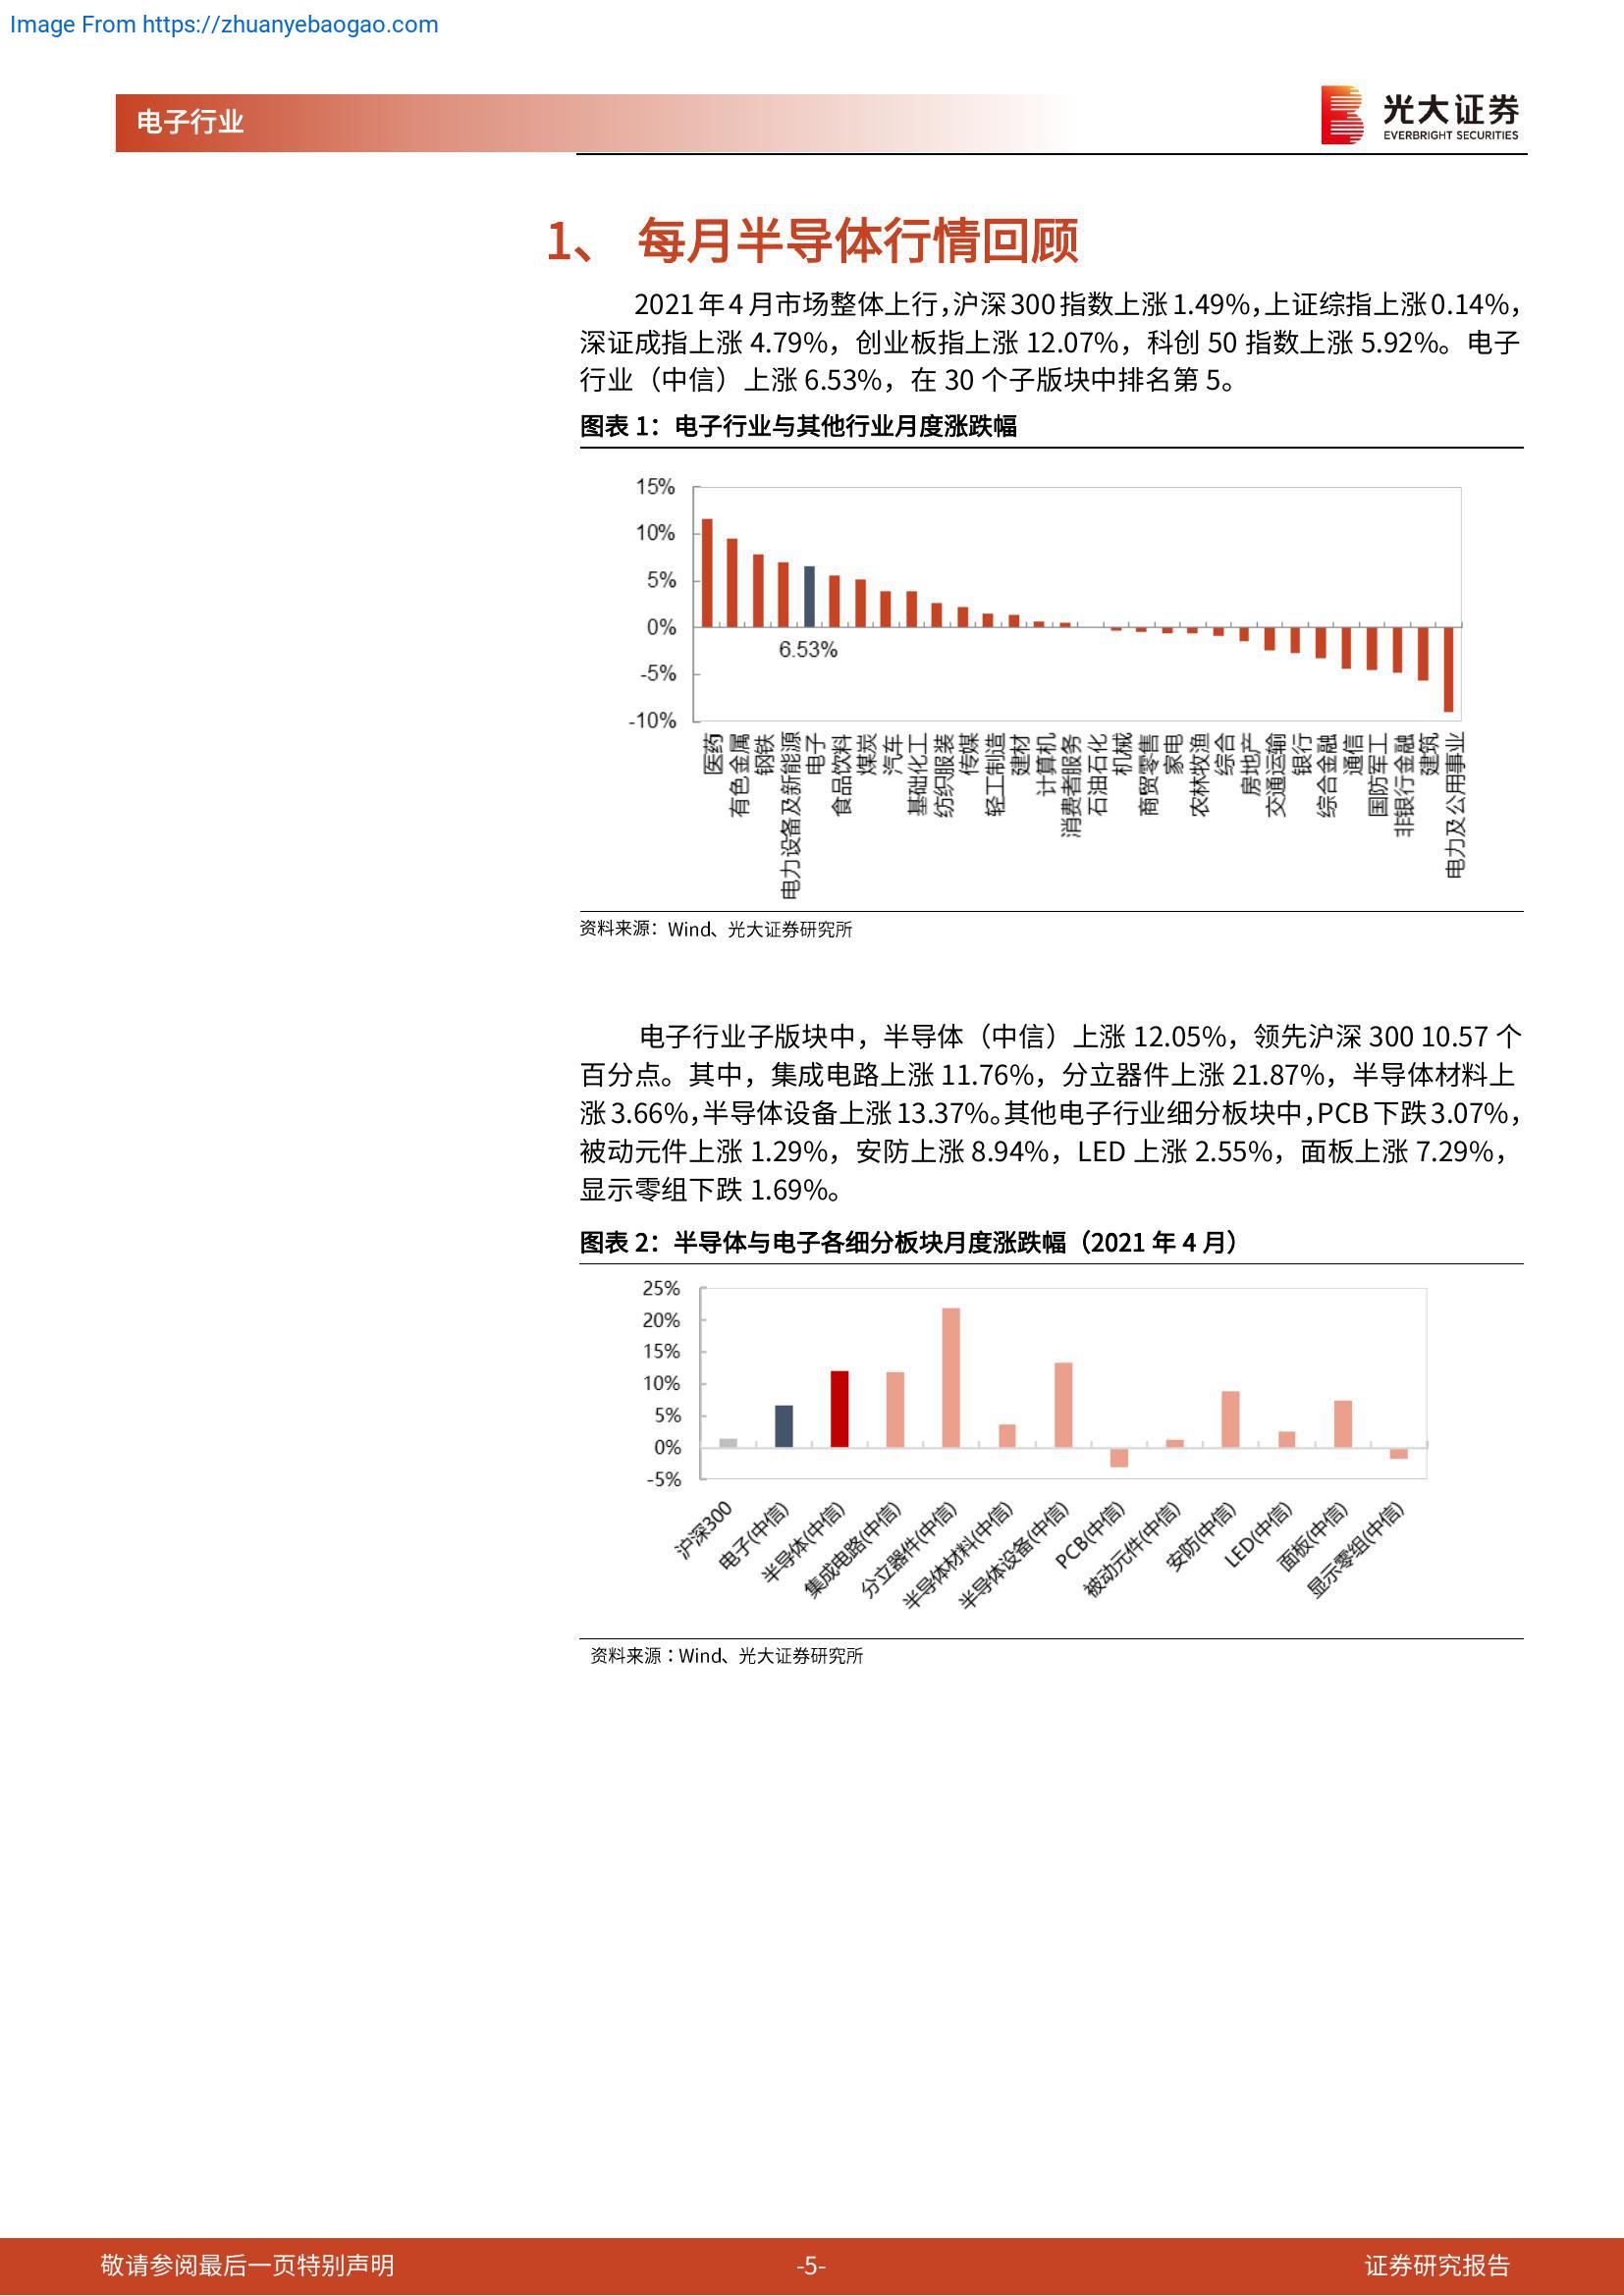 Image From https://zhuanyebaogao.com
电子行业
光大证券
EVERBRIGHT SECURITIES
1、 每月半导体行情回顾
2021年4月市场整体上行，沪深300指数上涨1.49%，上证综指上涨0.14%，
深证成指上涨 4.79%，创业板指上涨 12.07%，科创 50 指数上涨 5.92%。电子
行业（中信）上涨 6.53%，在 30 个子版块中排名第 5。
图表 1：电子行业与其他行业月度涨跌幅
15%
10%
5%
0%
-5%
-10%
6.53%
医药
有色金属
钢铁
电力设备及新能源
电子
食品饮料
煤炭
汽车
基础化工
纺织服装
传媒
轻工制造
建材
计算机
消费者服务
石油石化
机械
商贸零售
家电
农林牧渔
综合
房地产
交通运输
银行
综合金融
通信
国防军工
非银行金融
建筑
电力及公用事业
资料来源：Wind、光大证券研究所
电子行业子版块中，半导体（中信）上涨 12.05%，领先沪深 300 10.57 个
百分点。其中，集成电路上涨 11.76%，分立器件上涨 21.87%，半导体材料上
涨3.66%，半导体设备上涨13.37%。其他电子行业细分板块中，PCB下跌3.07%，
被动元件上涨 1.29%，安防上涨 8.94%，LED 上涨 2.55%，面板上涨 7.29%，
显示零组下跌 1.69%。
图表 2：半导体与电子各细分板块月度涨跌幅（2021 年 4 月）
25%
20%
15%
10%
5%
0%
-5%
沪深300
电子(中信)
半导体(中信)
集成电路(中信)
分立器件(中信)
半导体材料(中信)
半导体设备(中信)
PCB(中信)
被动元件(中信)
安防(中信)
LED(中信)
面板(中信)
显示零组(中信)
资料来源：Wind、光大证券研究所
敬请参阅最后一页特别声明
-5-
证券研究报告